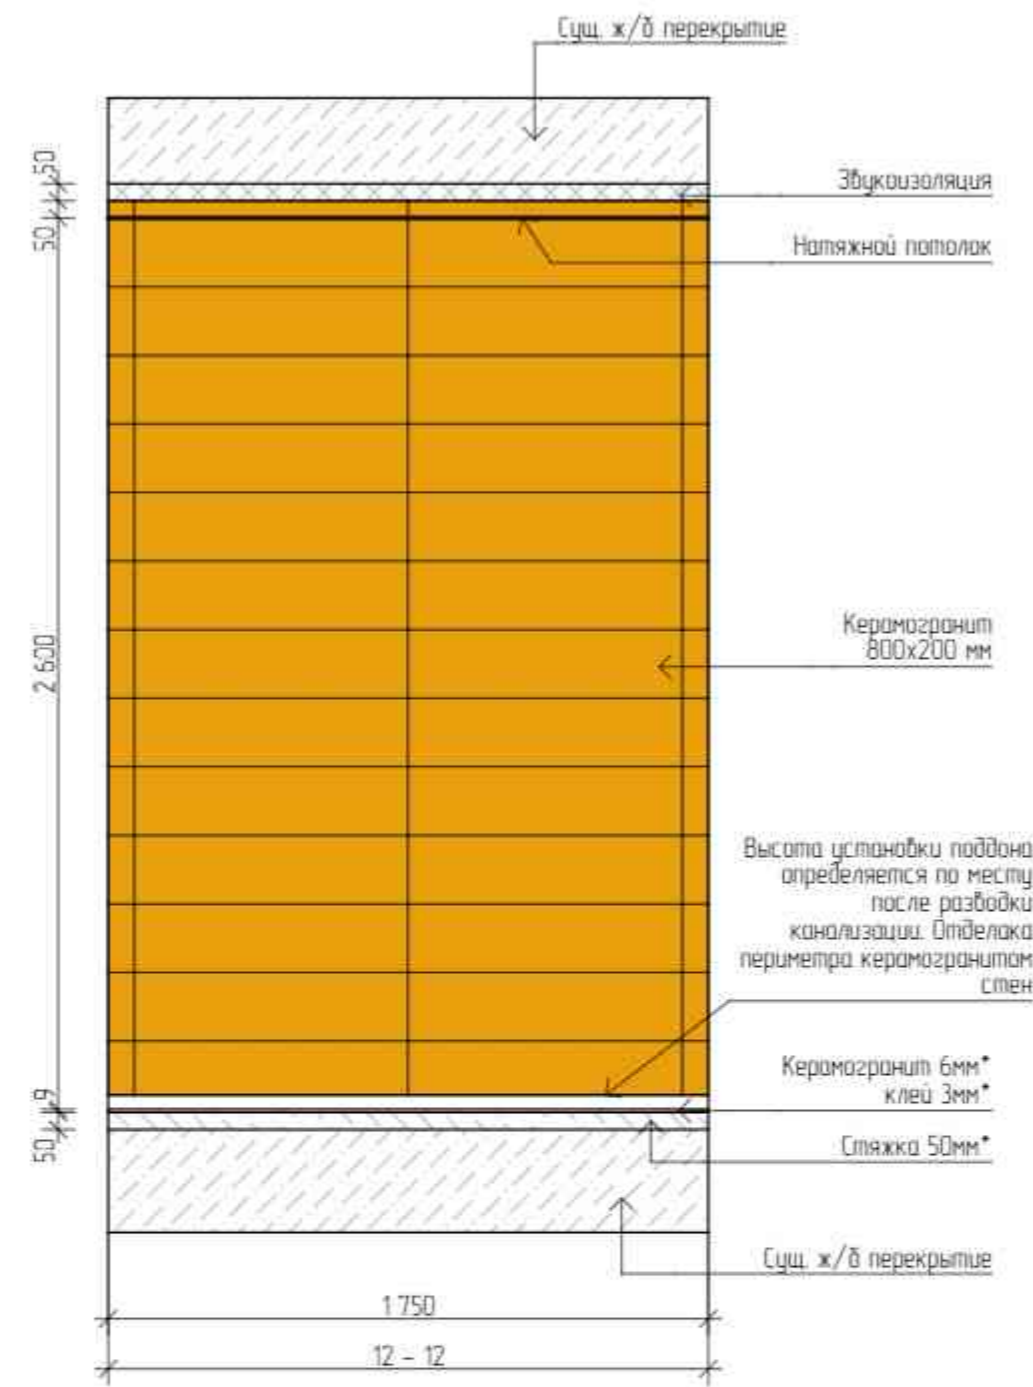 Сущ. ж/б перекрытие
50
Звукоизоляция
50
Натяжной потолок
2 600
Керамогранит
800х200 мм
Высота установки поддона
определяется по месту
после разводки
канализации. Отделака
периметра керамогранитом
стен
Керамогранит 6мм*
клей 3мм*
9
50
Стяжка 50мм*
Сущ. ж/б перекрытие
1 750
12 - 12